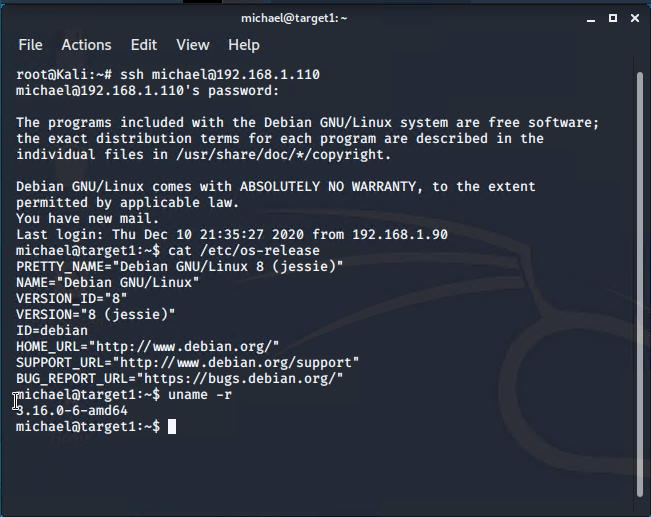 michael@target1: ~
File Actions Edit View Help
root@Kali:~# ssh michael@192.168.1.110
michael@192.168.1.110's password:
The programs included with the Debian GNU/Linux system are free software;
the exact distribution terms for each program are described in the
individual files in /usr/share/doc/*/copyright.
Debian GNU/Linux comes with ABSOLUTELY NO WARRANTY, to the extent
permitted by applicable law.
You have new mail.
Last login: Thu Dec 10 21:35:27 2020 from 192.168.1.90
michael@target1:~$ cat /etc/os-release
PRETTY_NAME="Debian GNU/Linux 8 (jessie)"
NAME="Debian GNU/Linux"
VERSION_ID="8"
VERSION="8 (jessie)"
ID=debian
HOME_URL="http://www.debian.org/"
SUPPORT_URL="http://www.debian.org/support"
BUG_REPORT_URL="https://bugs.debian.org/"
michael@target1:~$ uname -r
3.16.0-6-amd64
michael@target1:~$